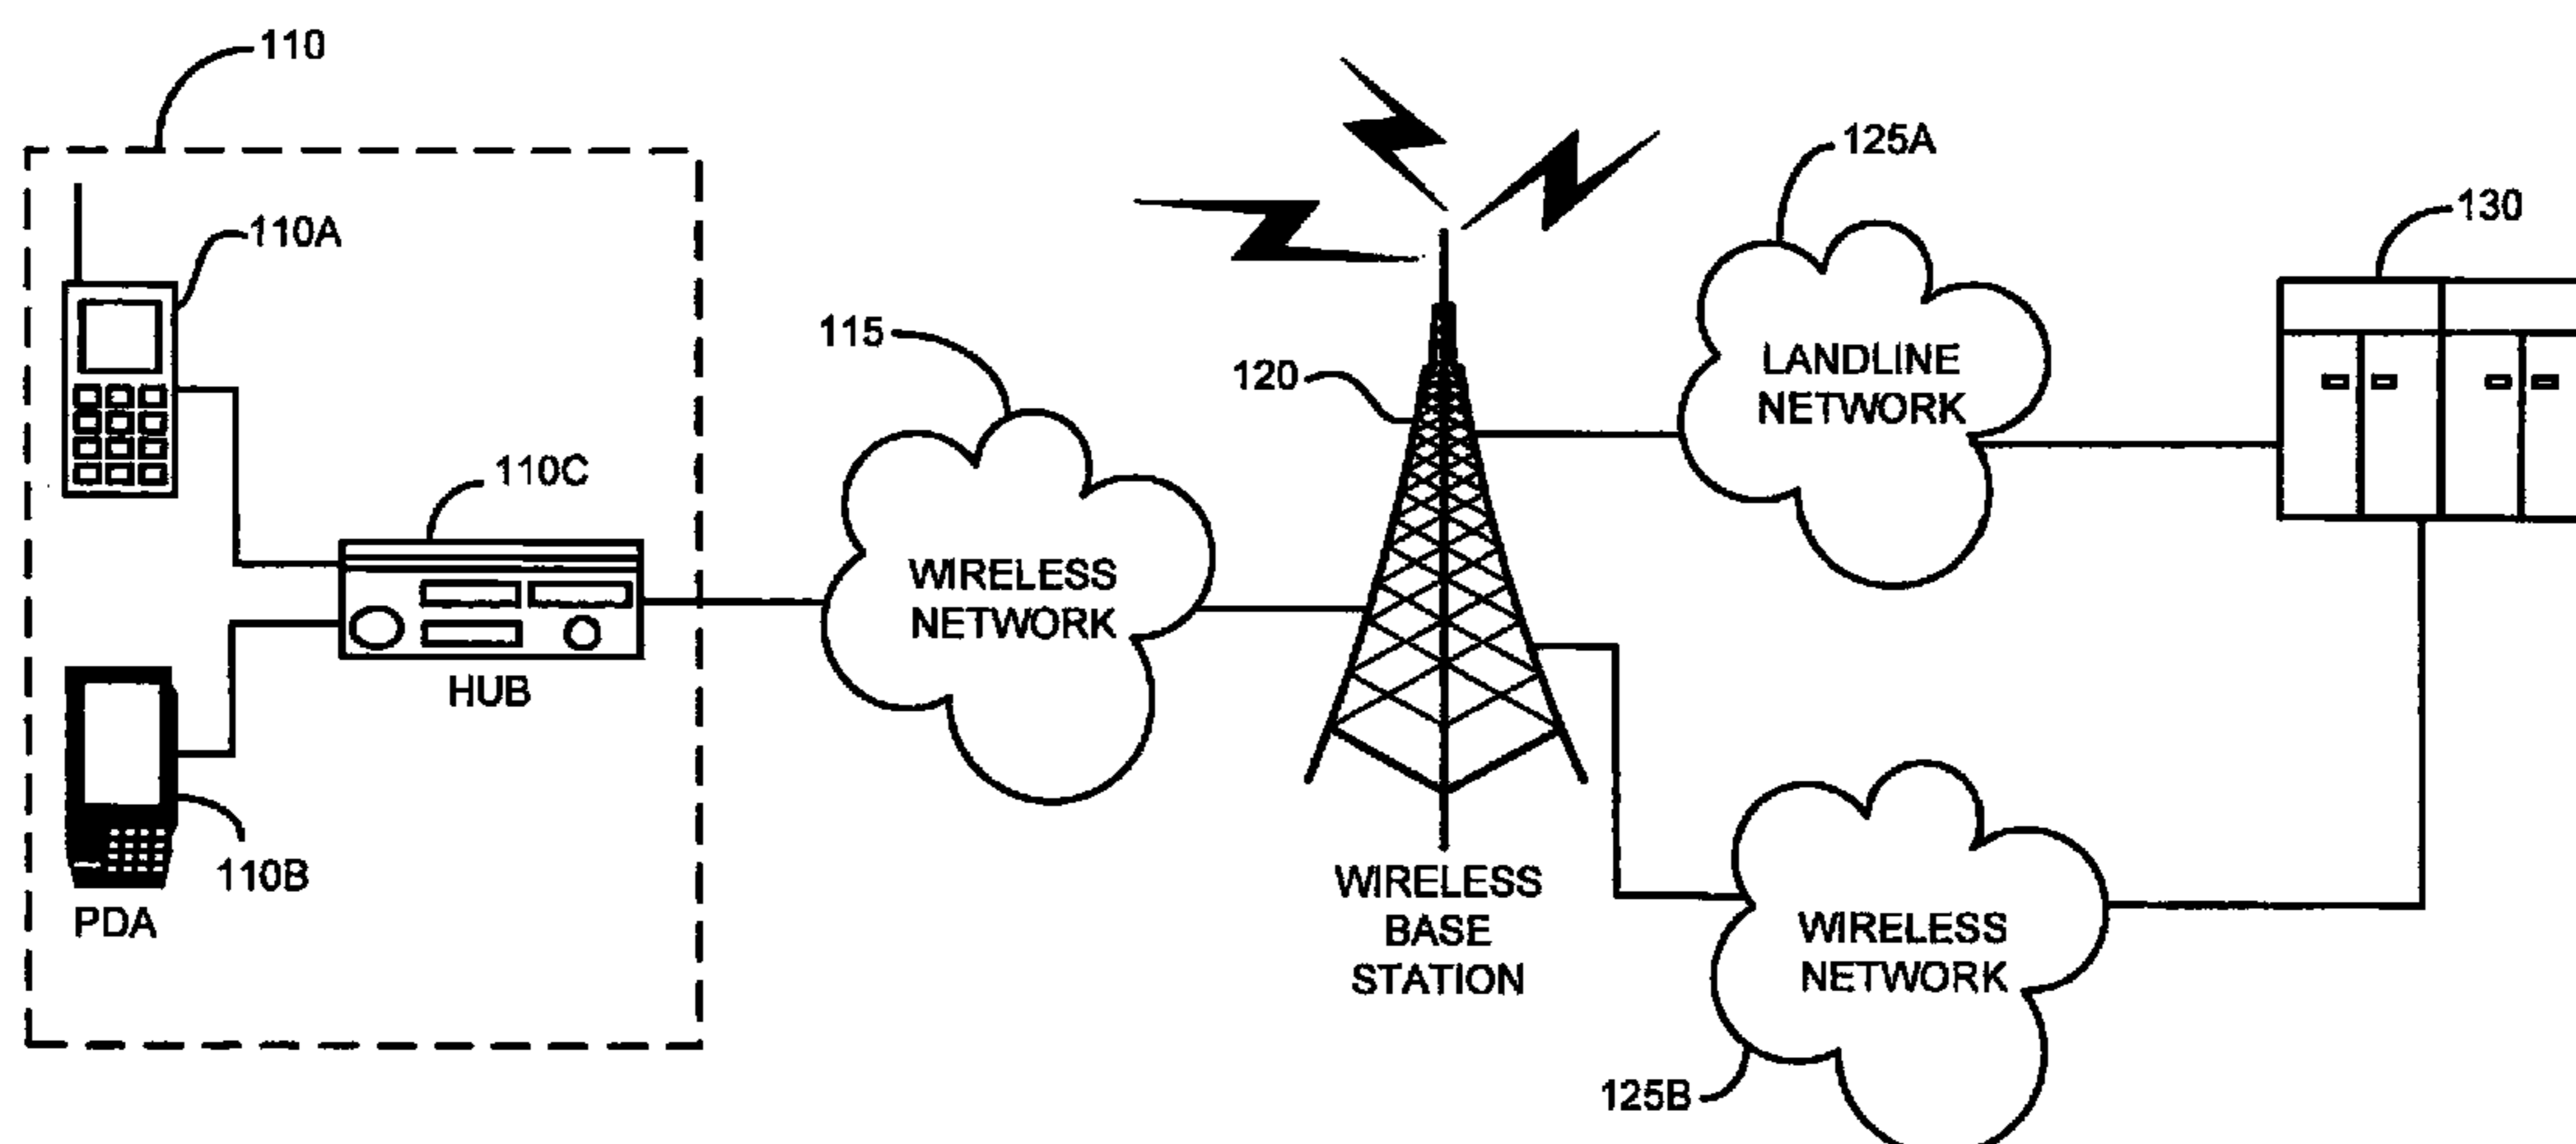 110
110A
110C
HUB
110B
PDA
115
WIRELESS
NETWORK
120
WIRELESS
BASE
STATION
125A
LANDLINE
NETWORK
130
WIRELESS
NETWORK
125B